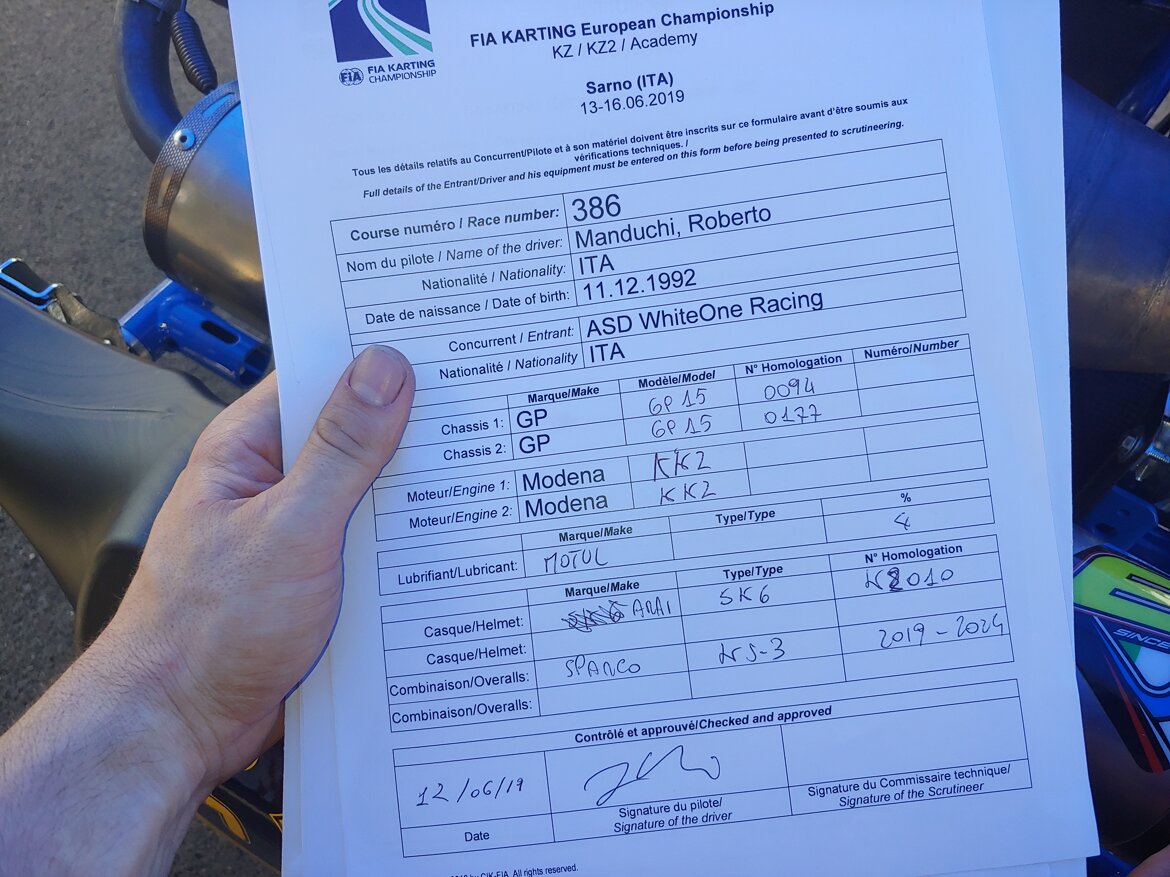 FIA KARTING European Championship
KZ / KZ2 / Academy
FIA KARTING
CHAMPIONSHIP
Sarno (ITA)
13-16.06.2019
Tous les détails relatifs au Concurrent/Pilote et à son matériel doivent être inscrits sur ce formulaire avant d'être soumis aux
vérifications techniques. /
Full details of the Entrant/Driver and his equipment must be entered on this form before being presented to scrutineering.
Course numéro / Race number: 386
Nom du pilote / Name of the driver: Manduchi, Roberto
Nationalité / Nationality: ITA
Date de naissance / Date of birth: 11.12.1992
Concurrent / Entrant: ASD WhiteOne Racing
Nationalité / Nationality ITA
Marque/Make Modèle/Model N° Homologation Numéro/Number
Chassis 1: GP GP 15 0094
Chassis 2: GP GP 15 0177
Moteur/Engine 1: Modena KK2
Moteur/Engine 2: Modena KK2
Marque/Make Type/Type %
Lubrifiant/Lubricant: MOTUL 4
Marque/Make Type/Type N° Homologation
Casque/Helmet: ARAI SK6 K2010
Casque/Helmet:
Combinaison/Overalls: SPARCO KS-3 2019 - 2024
Combinaison/Overalls:
Contrôlé et approuvé/Checked and approved
12/06/19
Date
Signature du pilote/
Signature of the driver
Signature du Commissaire technique/
Signature of the Scrutineer
CIK-FIA. All rights reserved.
SINCE